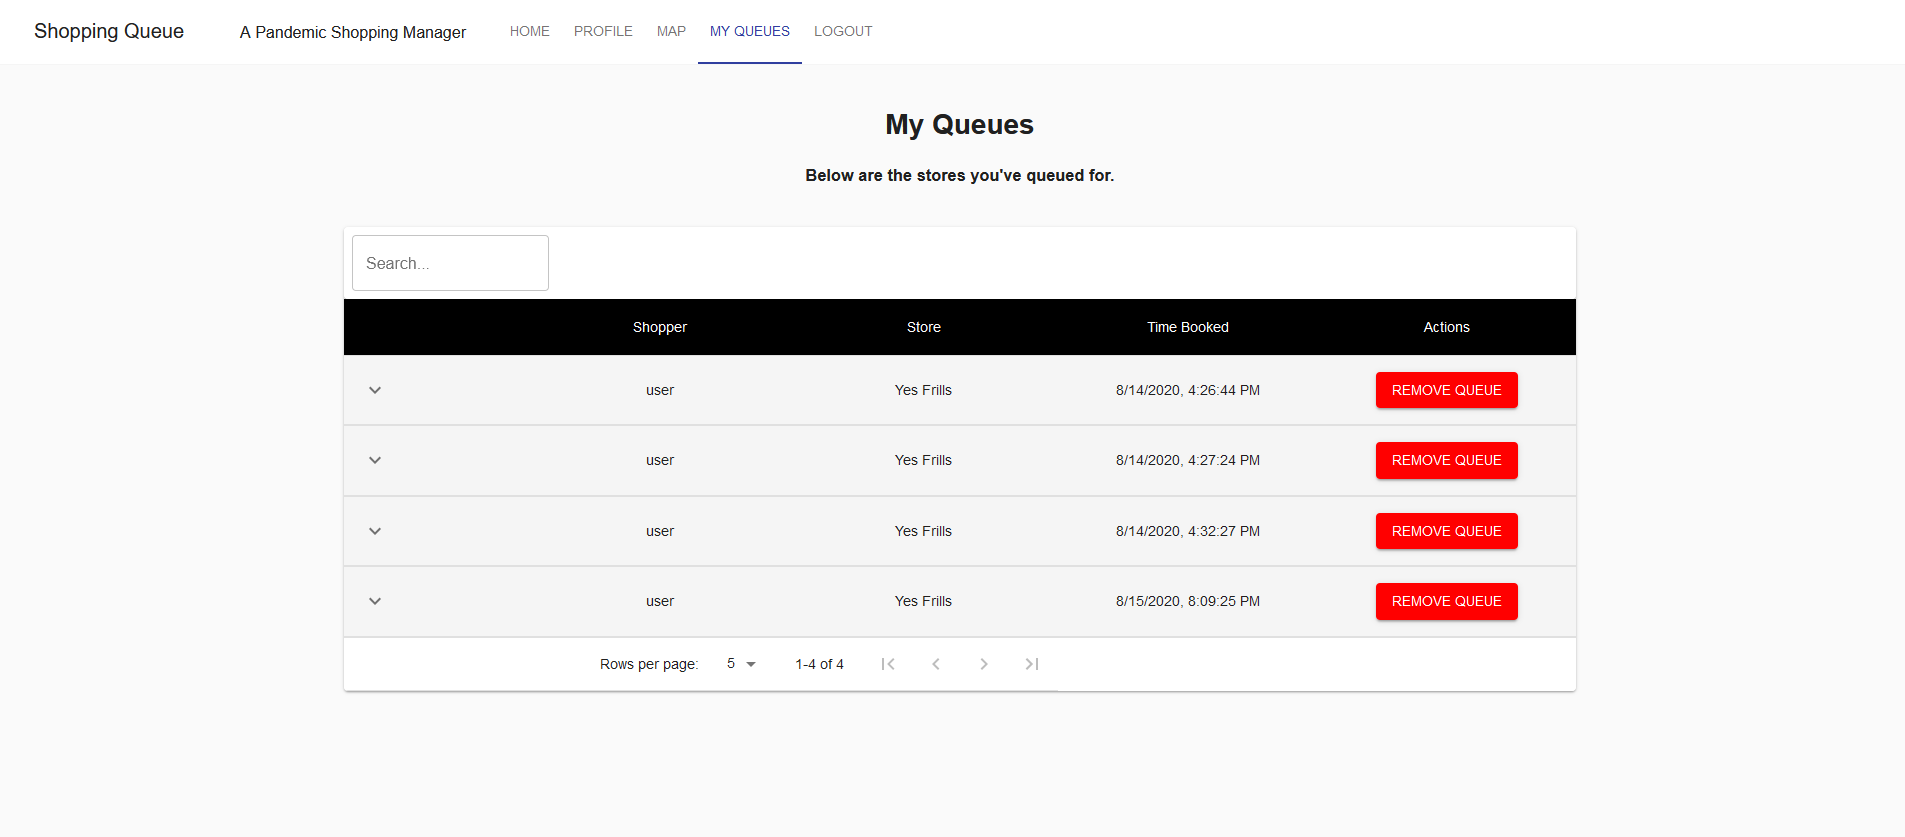 Shopping Queue A Pandemic Shopping Manager HOME PROFILE MAP MY QUEUES LOGOUT
My Queues
Below are the stores you've queued for.
Search...
Shopper Store Time Booked Actions
user Yes Frills 8/14/2020, 4:26:44 PM REMOVE QUEUE
user Yes Frills 8/14/2020, 4:27:24 PM REMOVE QUEUE
user Yes Frills 8/14/2020, 4:32:27 PM REMOVE QUEUE
user Yes Frills 8/15/2020, 8:09:25 PM REMOVE QUEUE
Rows per page: 5 1-4 of 4